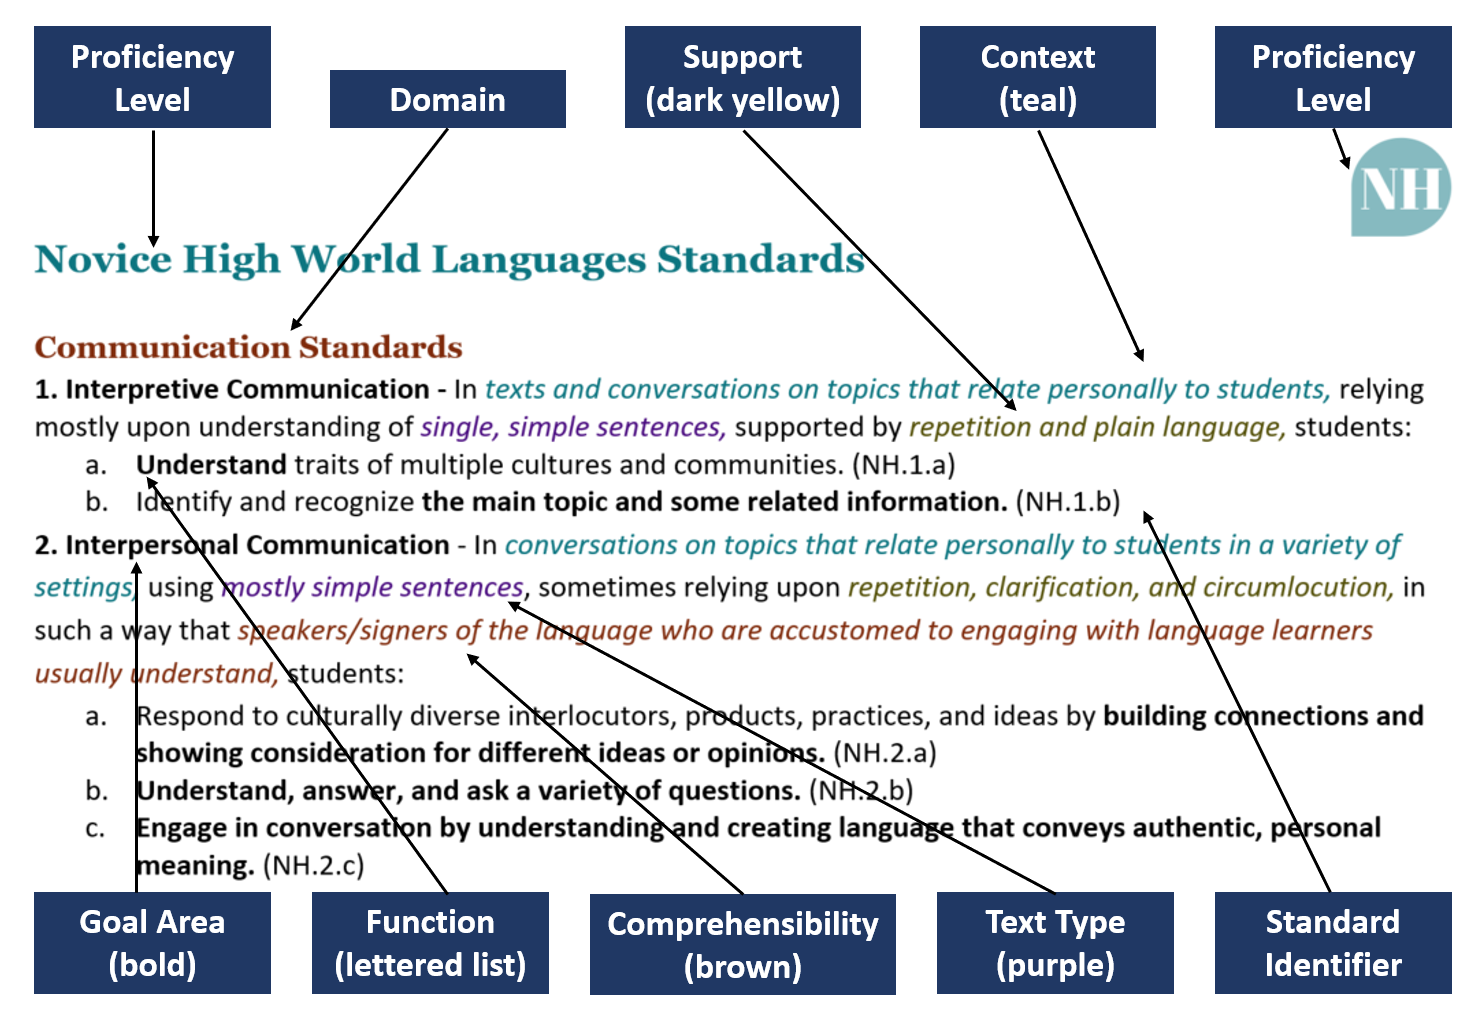 Proficiency
Level
Domain
Support
(dark yellow)
Context
(teal)
Proficiency
Level
NH
Novice High World Languages Standards
Communication Standards
1. Interpretive Communication - In texts and conversations on topics that relate personally to students, relying
mostly upon understanding of single, simple sentences, supported by repetition and plain language, students:
a. Understand traits of multiple cultures and communities. (NH.1.a)
b. Identify and recognize the main topic and some related information. (NH.1.b)
2. Interpersonal Communication - In conversations on topics that relate personally to students in a variety of
settings, using mostly simple sentences, sometimes relying upon repetition, clarification, and circumlocution, in
such a way that speakers/signers of the language who are accustomed to engaging with language learners
usually understand, students:
a. Respond to culturally diverse interlocutors, products, practices, and ideas by building connections and
showing consideration for different ideas or opinions. (NH.2.a)
b. Understand, answer, and ask a variety of questions. (NH.2.b)
c. Engage in conversation by understanding and creating language that conveys authentic, personal
meaning. (NH.2.c)
Goal Area
(bold)
Function
(lettered list)
Comprehensibility
(brown)
Text Type
(purple)
Standard
Identifier